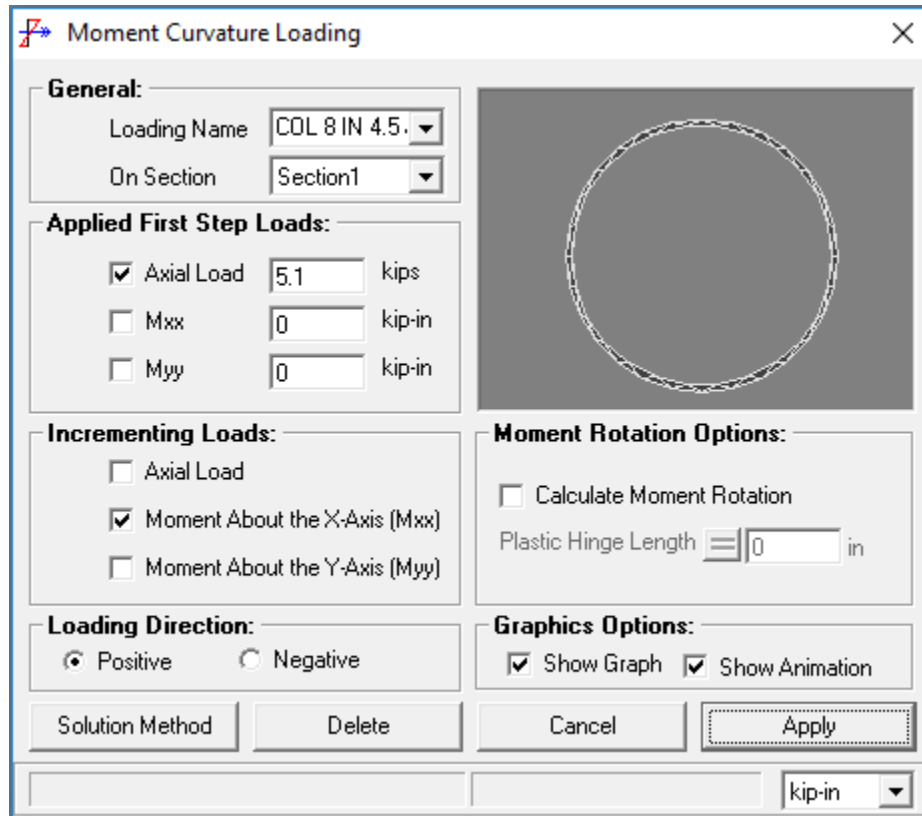 Moment Curvature Loading
General:
Loading Name COL 8 IN 4.5.
On Section Section1
Applied First Step Loads:
Axial Load 5.1 kips
Mxx 0 kip-in
Myy 0 kip-in
Incrementing Loads:
Axial Load
Moment About the X-Axis (Mxx)
Moment About the Y-Axis (Myy)
Moment Rotation Options:
Calculate Moment Rotation
Plastic Hinge Length = 0 in
Loading Direction:
Positive Negative
Graphics Options:
Show Graph Show Animation
Solution Method Delete Cancel Apply
kip-in